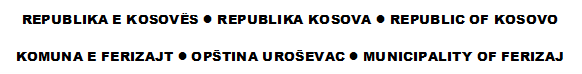 REPUBLIKA E KOSOVËS ● REPUBLIKA KOSOVA ● REPUBLIC OF KOSOVO
KOMUNA E FERIZAJT ● OPŠTINA UROŠEVAC ● MUNICIPALITY OF FERIZAJ